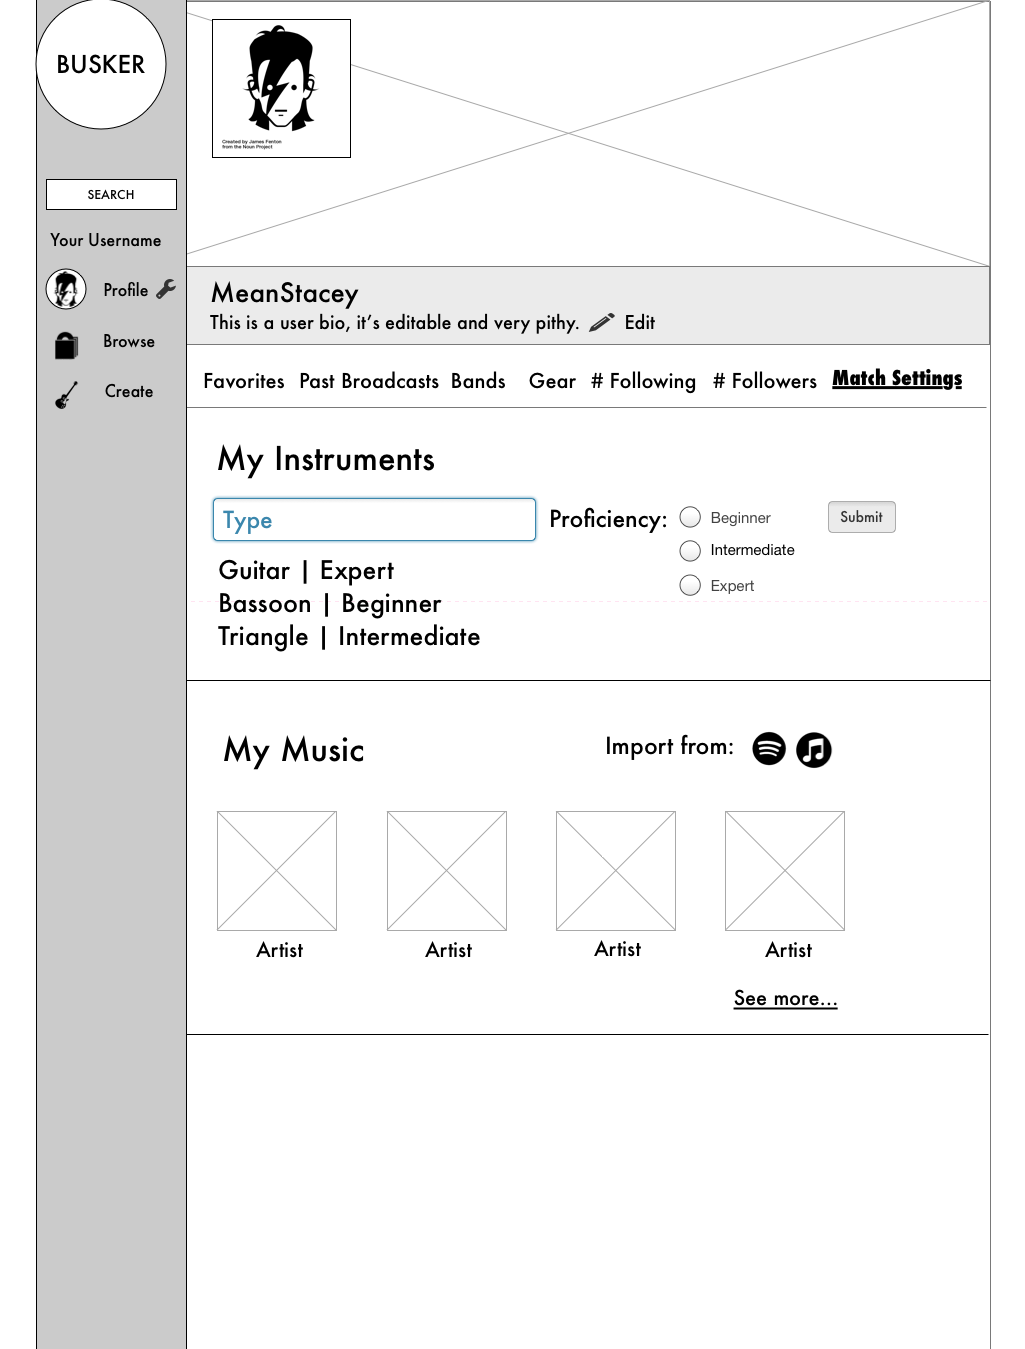 BUSKER
SEARCH
Your Username
Profile
Browse
Create
Created by James Fenton
from the Noun Project
MeanStacey
This is a user bio, it's editable and very pithy. Edit
Favorites Past Broadcasts Bands Gear # Following # Followers Match Settings
My Instruments
Type
Proficiency:
Beginner
Submit
Intermediate
Expert
Guitar | Expert
Bassoon | Beginner
Triangle | Intermediate
My Music
Import from:
Artist Artist Artist Artist
See more...